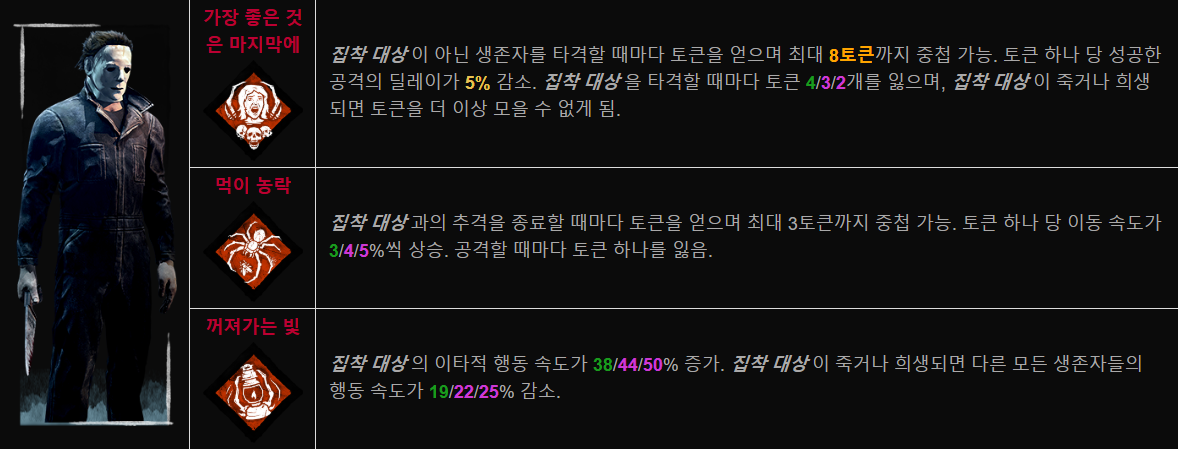 가장 좋은 것
은 마지막에
집착 대상 이 아닌 생존자를 타격할 때마다 토큰을 얻으며 최대 8토큰까지 중첩 가능. 토큰 하나 당 성공한
공격의 딜레이가 5% 감소. 집착 대상 을 타격할 때마다 토큰 4/3/2개를 잃으며, 집착 대상 이 죽거나 희생
되면 토큰을 더 이상 모을 수 없게 됨.
먹이 농락
집착 대상 과의 추격을 종료할 때마다 토큰을 얻으며 최대 3토큰까지 중첩 가능. 토큰 하나 당 이동 속도가
3/4/5%씩 상승. 공격할 때마다 토큰 하나를 잃음.
꺼져가는 빛
집착 대상 의 이타적 행동 속도가 38/44/50% 증가. 집착 대상 이 죽거나 희생되면 다른 모든 생존자들의
행동 속도가 19/22/25% 감소.